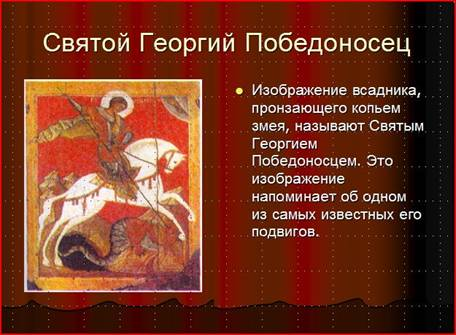 Святой Георгий Победоносец
Изображение всадника,
пронзающего копьем
змея, называют Святым
Георгием
Победоносцем. Это
изображение
напоминает об одном
из самых известных его
подвигов.